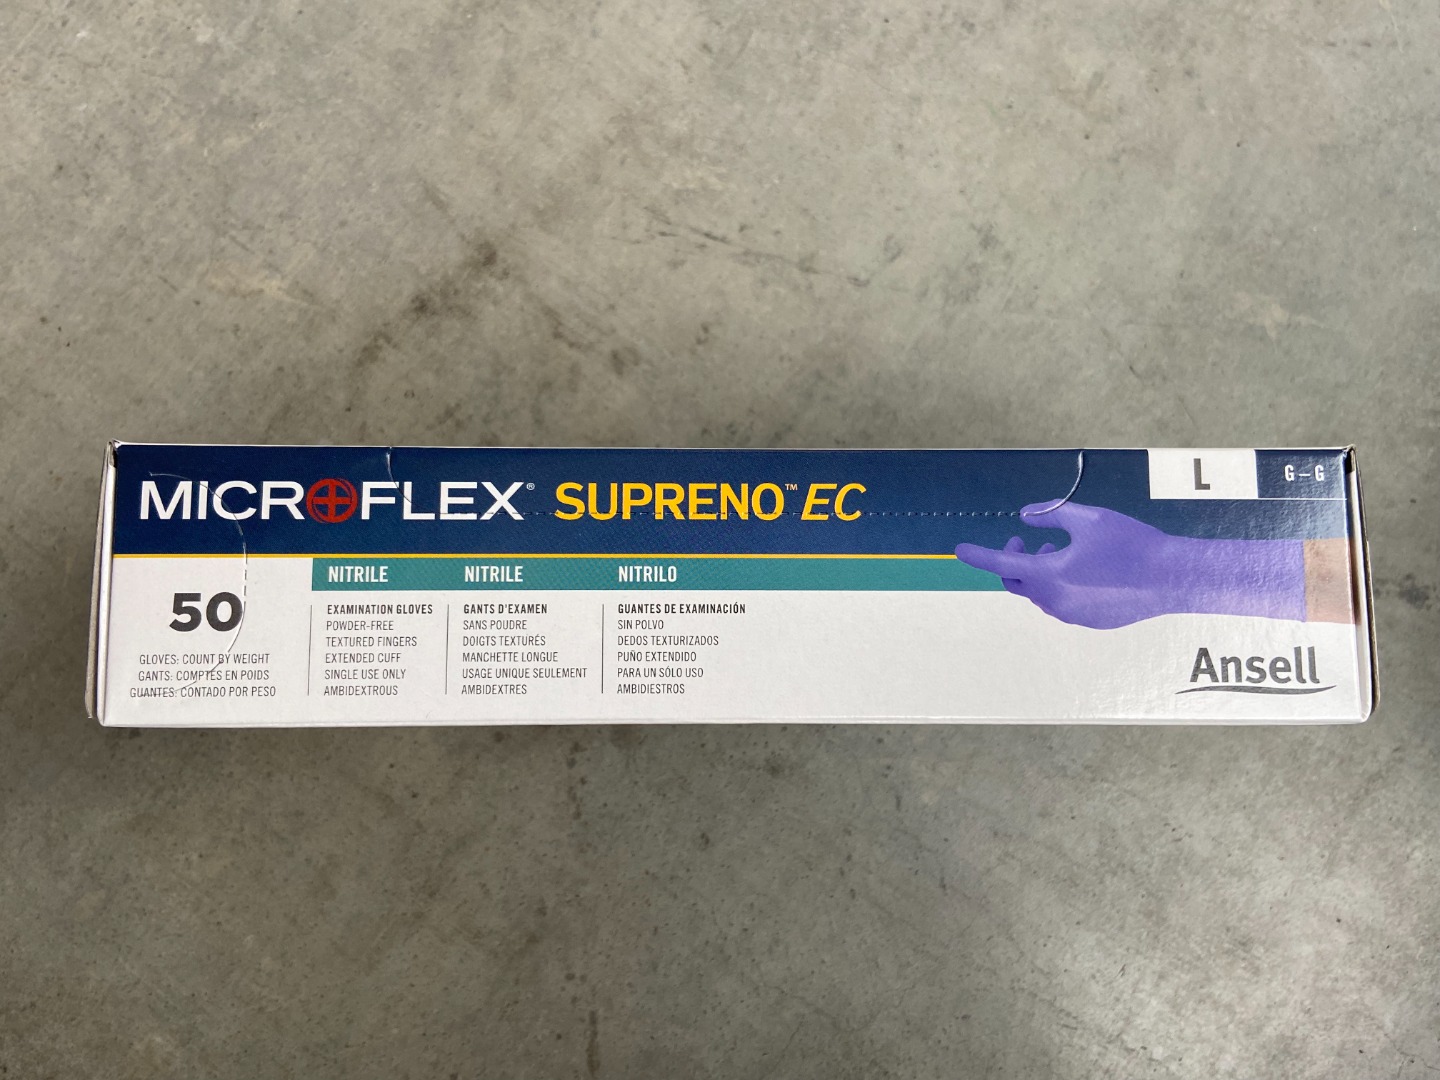 MICROFLEX® SUPRENO™ EC
L
G – G
50
GLOVES: COUNT BY WEIGHT
GANTS: COMPTÉS EN POIDS
GUANTES: CONTADO POR PESO
NITRILE
EXAMINATION GLOVES
POWDER-FREE
TEXTURED FINGERS
EXTENDED CUFF
SINGLE USE ONLY
AMBIDEXTROUS
NITRILE
GANTS D'EXAMEN
SANS POUDRE
DOIGTS TEXTURÉS
MANCHETTE LONGUE
USAGE UNIQUE SEULEMENT
AMBIDEXTRES
NITRILO
GUANTES DE EXAMINACIÓN
SIN POLVO
DEDOS TEXTURIZADOS
PUÑO EXTENDIDO
PARA UN SÓLO USO
AMBIDIESTROS
Ansell